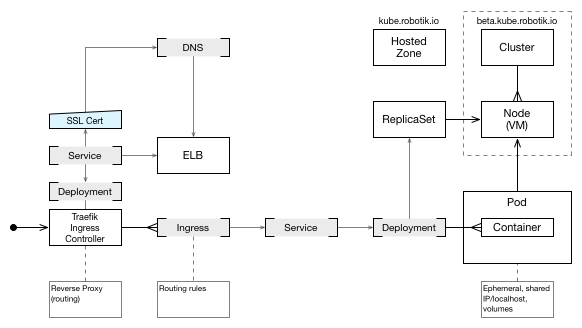 kube.robotik.io
beta.kube.robotik.io
DNS
Hosted
Zone
Cluster
SSL Cert
ReplicaSet
Node
(VM)
Service
ELB
Deployment
Pod
Traefik
Ingress
Controller
Ingress
Service
Deployment
Container
Reverse Proxy
(routing)
Routing rules
Ephemeral, shared
IP/localhost,
volumes